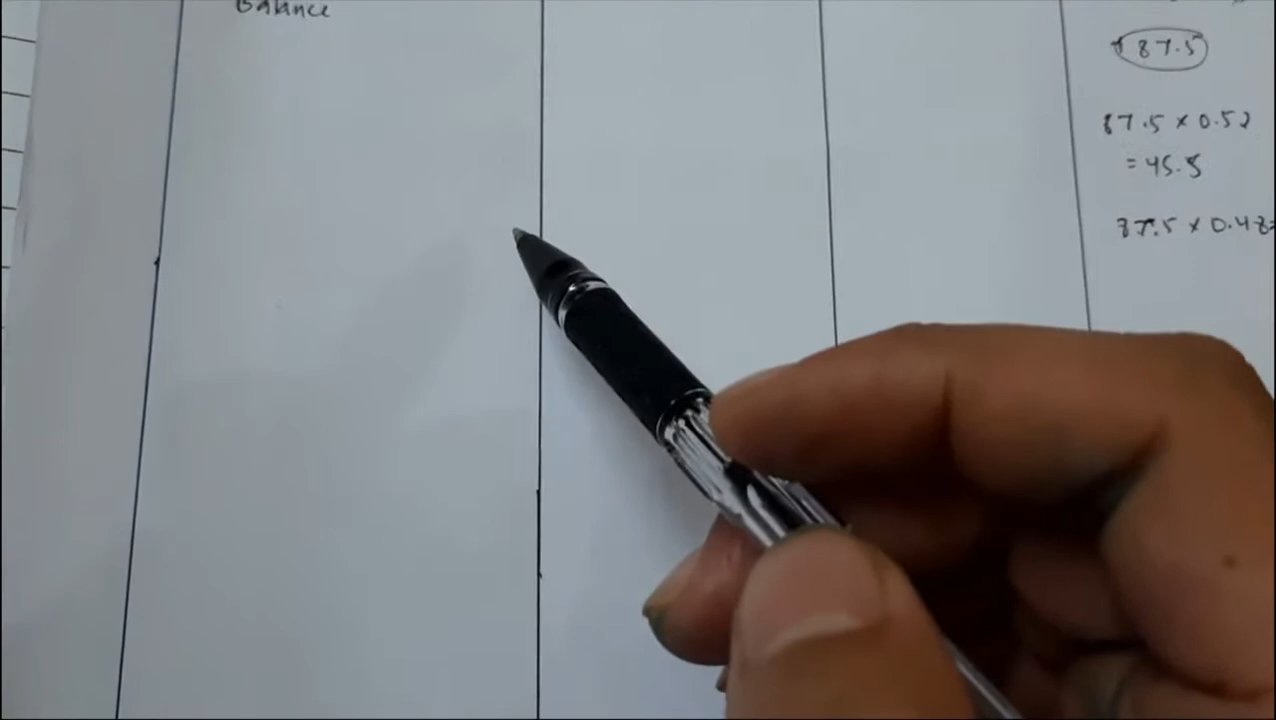 Balance
87.5
87.5 x 0.52
= 45.5
87.5 x 0.48=